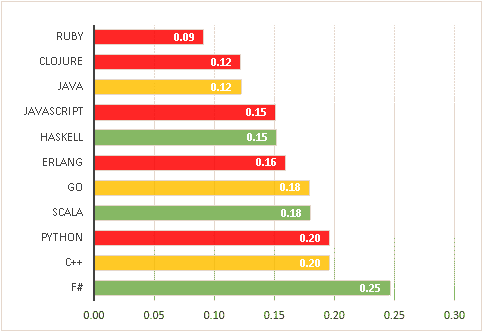 RUBY 0.09
CLOJURE 0.12
JAVA 0.12
JAVASCRIPT 0.15
HASKELL 0.15
ERLANG 0.16
GO 0.18
SCALA 0.18
PYTHON 0.20
C++ 0.20
F# 0.25
0.00 0.05 0.10 0.15 0.20 0.25 0.30